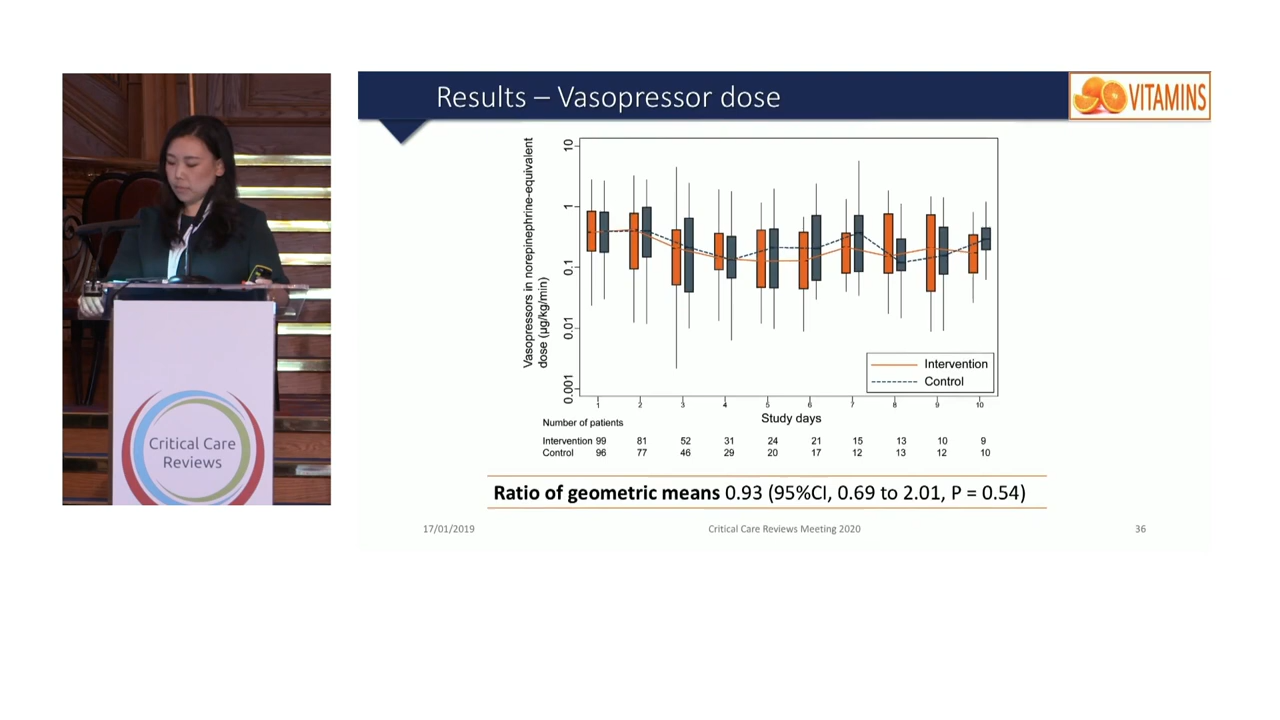 Results – Vasopressor dose
VITAMINS
Vasopressors in norepinephrine-equivalent
dose (µg/kg/min)
10
1
0.1
0.01
0.001
Intervention
Control
1 2 3 4 5 6 7 8 9 10
Study days
Number of patients
Intervention 99 81 52 31 24 21 15 13 10 9
Control 96 77 46 29 20 17 12 13 12 10
Ratio of geometric means 0.93 (95%CI, 0.69 to 2.01, P = 0.54)
17/01/2019 Critical Care Reviews Meeting 2020 36
Critical Care
Reviews